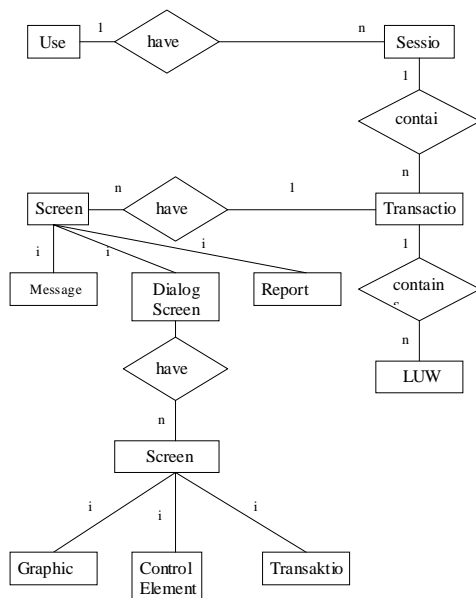 Use
1
have
n
Sessio
1
contai
n
Screen
n
have
1
Transactio
i
i
i
1
Message
Dialog
Screen
Report
contain
s
n
have
LUW
n
Screen
i
i
i
Graphic
Control
Element
Transaktio